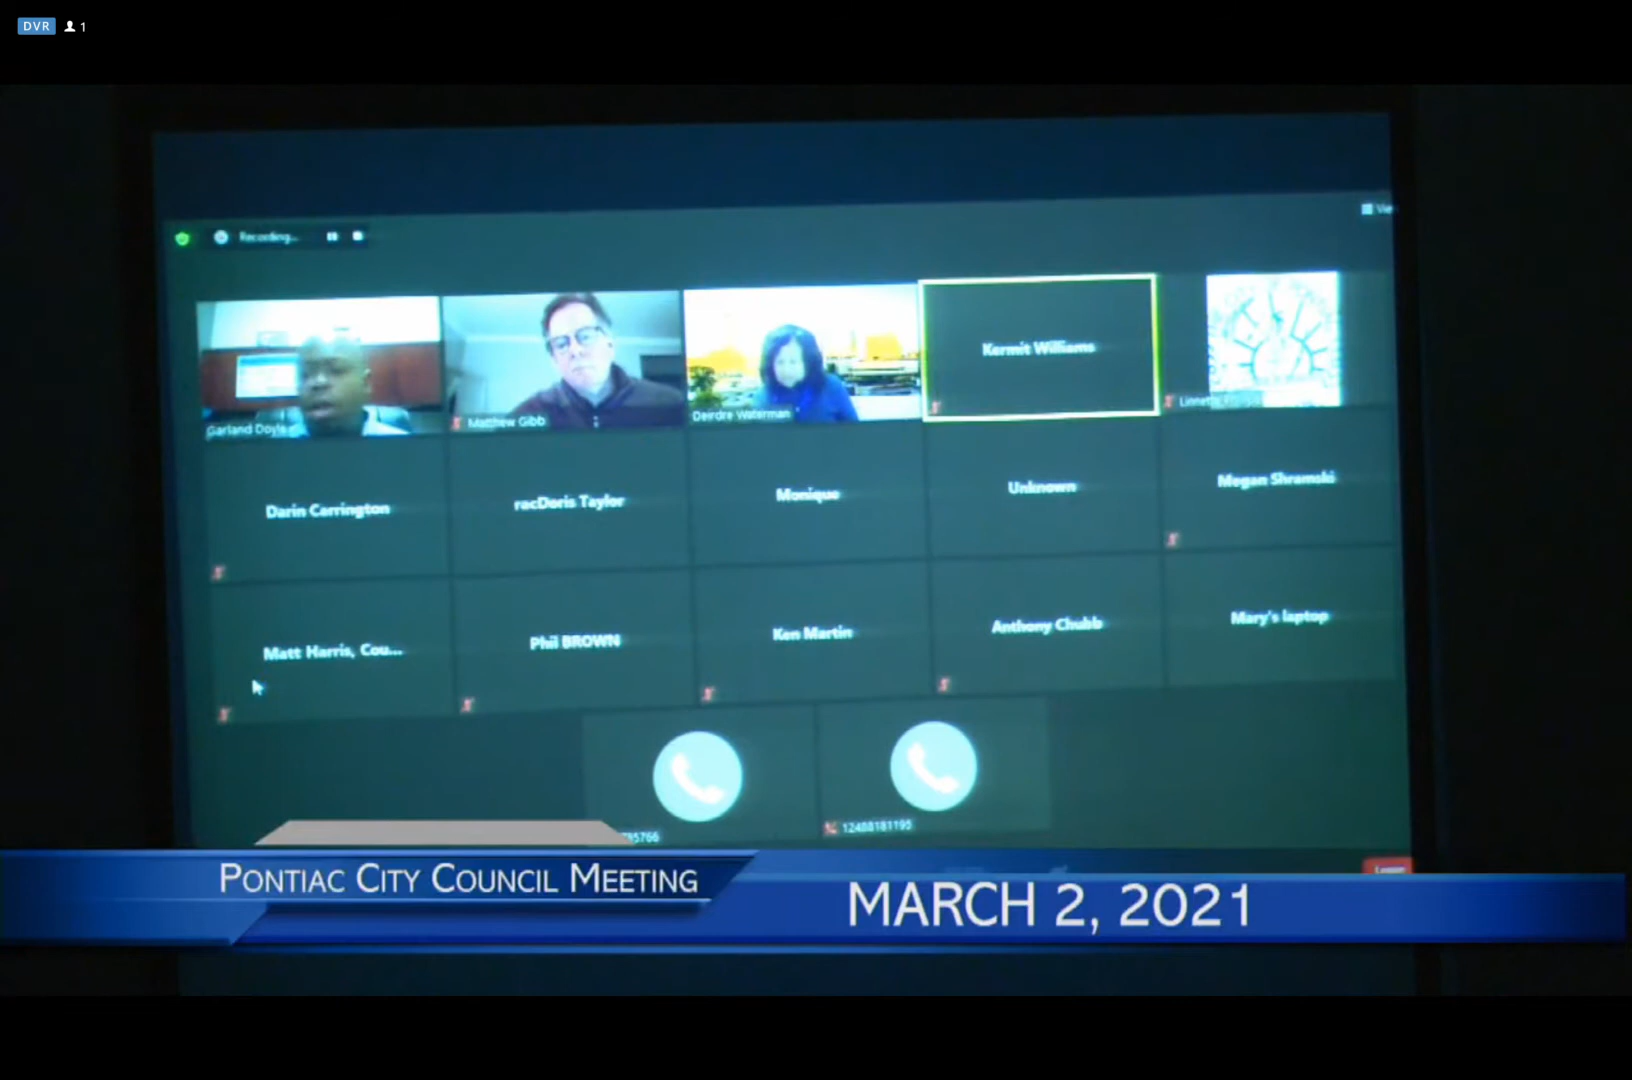 DVR 1
Recording...
Garland Doyle
Matthew Gibb
Deirdre Waterman
Kermit Williams
Darin Carrington
racDoris Taylor
Monique
Unknown
Megan Shramski
Matt Harris, Cou...
Phil BROWN
Ken Martin
Anthony Chubb
Mary's laptop
12488181195
PONTIAC CITY COUNCIL MEETING
MARCH 2, 2021